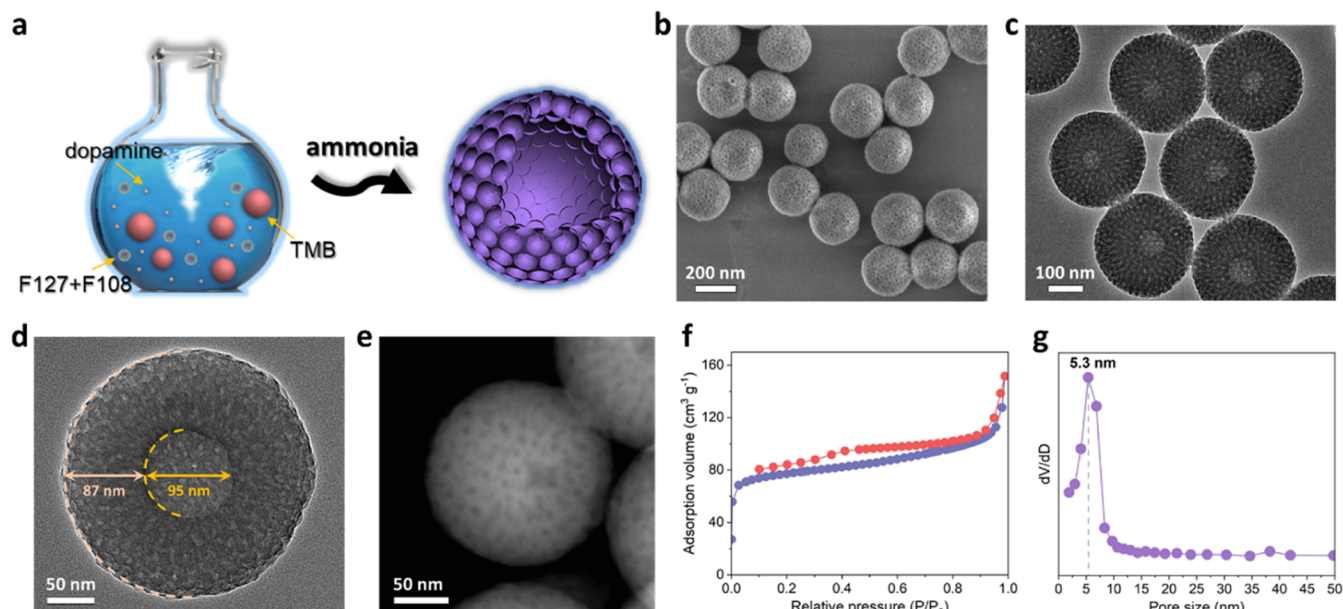 a
dopamine
F127+F108
TMB
ammonia
b
200 nm
c
100 nm
d
87 nm
95 nm
50 nm
e
50 nm
f
Adsorption volume (cm³ g⁻¹)
160
120
80
40
0
0.0 0.2 0.4 0.6 0.8 1.0
Relative pressure (P/P₀)
g
5.3 nm
dV/dD
0 5 10 15 20 25 30 35 40 45 50
Pore size (nm)